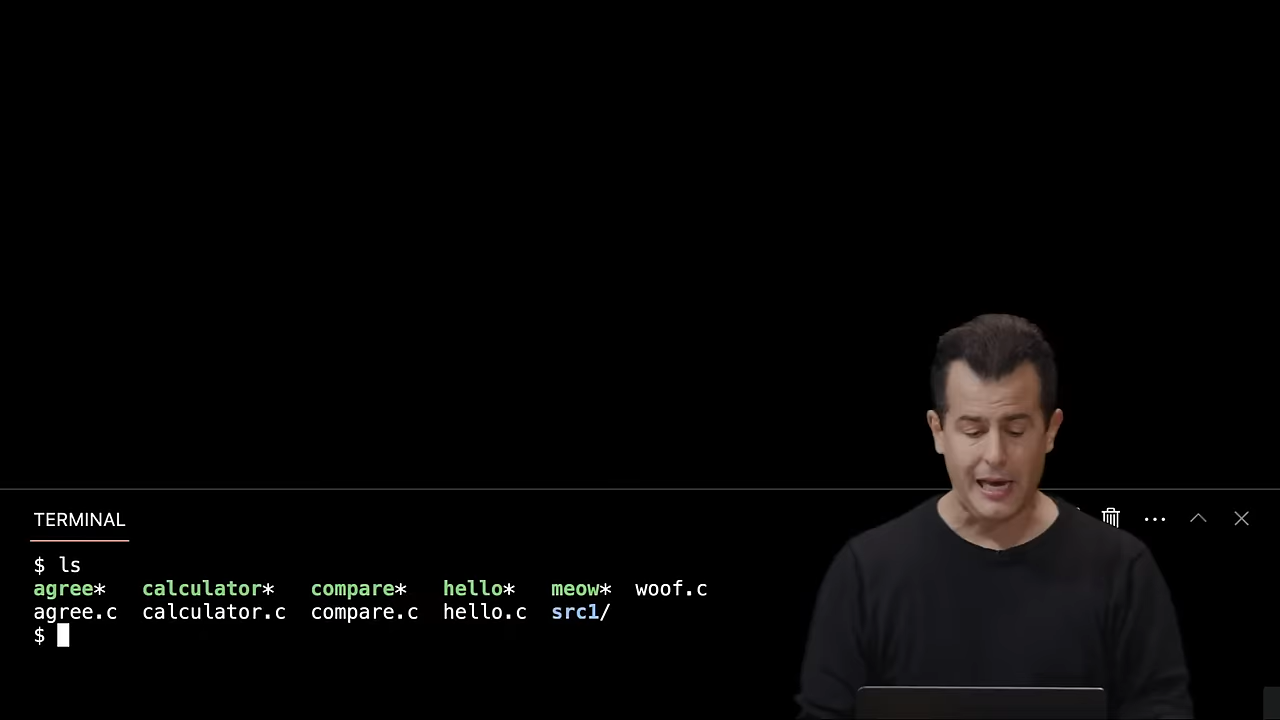 TERMINAL
$ ls
agree* calculator* compare* hello* meow* woof.c
agree.c calculator.c compare.c hello.c src1/
$